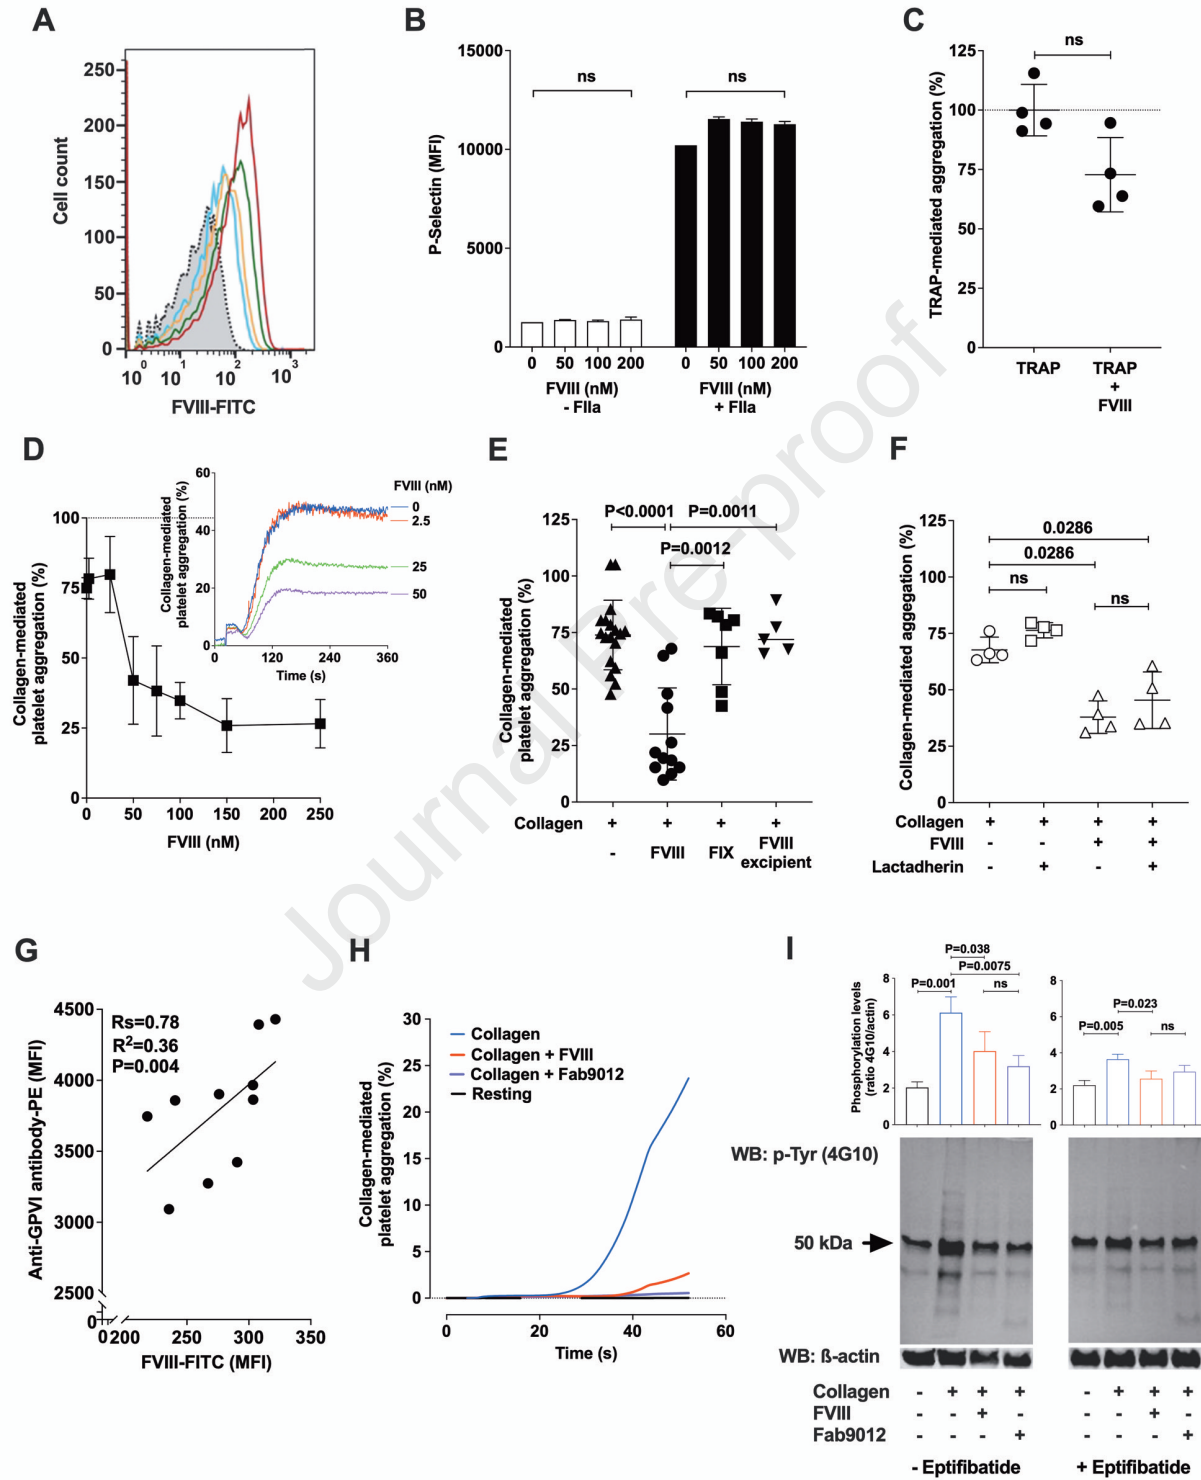 A
250
200
150
100
50
0
Cell count
10 0 10 1 10 2 10 3
FVIII-FITC
B
15000
10000
5000
0
P-Selectin (MFI)
ns
ns
0 50 100 200 0 50 100 200
FVIII (nM) FVIII (nM)
- FIIa + FIIa
C
125
100
75
50
25
0
TRAP-mediated aggregation (%)
ns
TRAP TRAP
+
FVIII
D
100
75
50
25
0
Collagen-mediated
platelet aggregation (%)
0 50 100 150 200 250
FVIII (nM)
60
40
20
0
Collagen-mediated
platelet aggregation (%)
0 120 240 360
Time (s)
FVIII (nM)
0
2.5
25
50
E
125
100
75
50
25
0
Collagen-mediated
platelet aggregation (%)
P<0.0001 P=0.0011
P=0.0012
Collagen + + + +
- FVIII FIX FVIII
excipient
F
125
100
75
50
25
0
Collagen-mediated aggegation (%)
0.0286
0.0286
ns
ns
Collagen + + + +
FVIII - - + +
Lactadherin - + - +
Journal Pre-proof
G
4500
4000
3500
3000
2500
0
Anti-GPVI antibody-PE (MFI)
Rs=0.78
R2=0.36
P=0.004
0 200 250 300 350
FVIII-FITC (MFI)
H
30
25
20
15
10
5
0
Collagen-mediated
platelet aggregation (%)
Collagen
Collagen + FVIII
Collagen + Fab9012
Resting
0 20 40 60
Time (s)
I
8
6
4
2
0
Phosphorylation levels
(ratio 4G10/actin)
P=0.038
P=0.0075
P=0.001
ns
8
6
4
2
0
P=0.023
P=0.005
ns
WB: p-Tyr (4G10)
50 kDa
WB: ß-actin
Collagen - + + + - + + +
FVIII - - + - - - + -
Fab9012 - - - + - - - +
- Eptifibatide + Eptifibatide